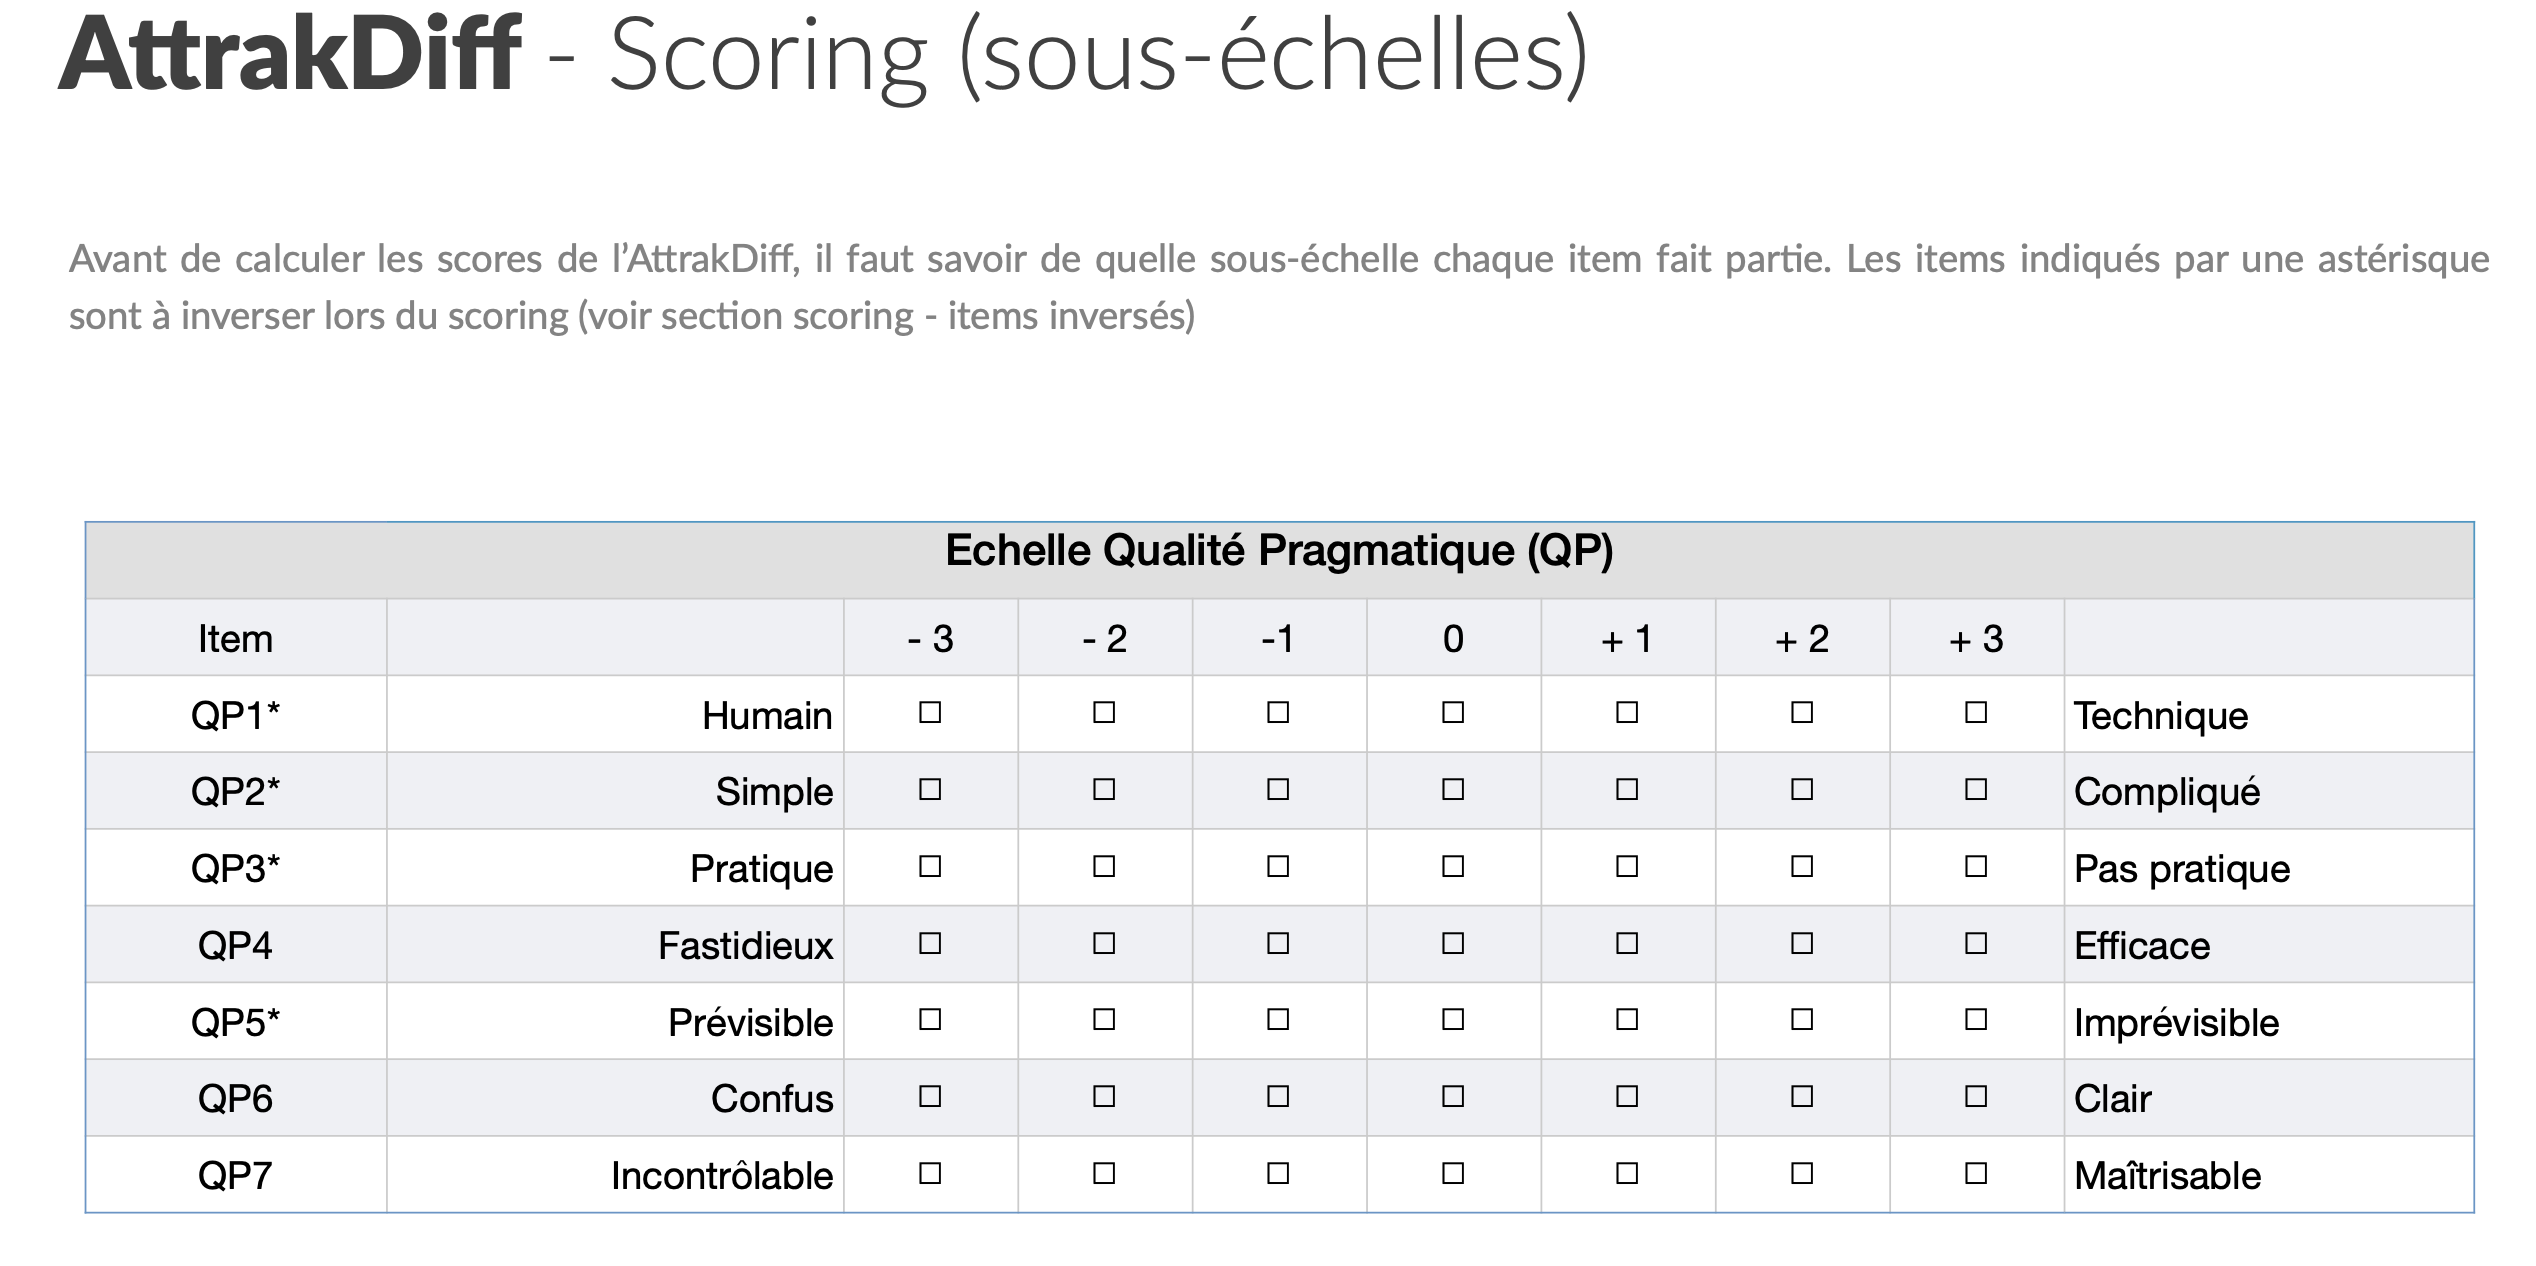 AttrakDiff - Scoring (sous-échelles)
Avant de calculer les scores de l’AttrakDiff, il faut savoir de quelle sous-échelle chaque item fait partie. Les items indiqués par une astérisque
sont à inverser lors du scoring (voir section scoring - items inversés)
Echelle Qualité Pragmatique (QP)
Item - 3 - 2 -1 0 + 1 + 2 + 3
QP1* Humain □ □ □ □ □ □ □ Technique
QP2* Simple □ □ □ □ □ □ □ Compliqué
QP3* Pratique □ □ □ □ □ □ □ Pas pratique
QP4 Fastidieux □ □ □ □ □ □ □ Efficace
QP5* Prévisible □ □ □ □ □ □ □ Imprévisible
QP6 Confus □ □ □ □ □ □ □ Clair
QP7 Incontrôlable □ □ □ □ □ □ □ Maîtrisable